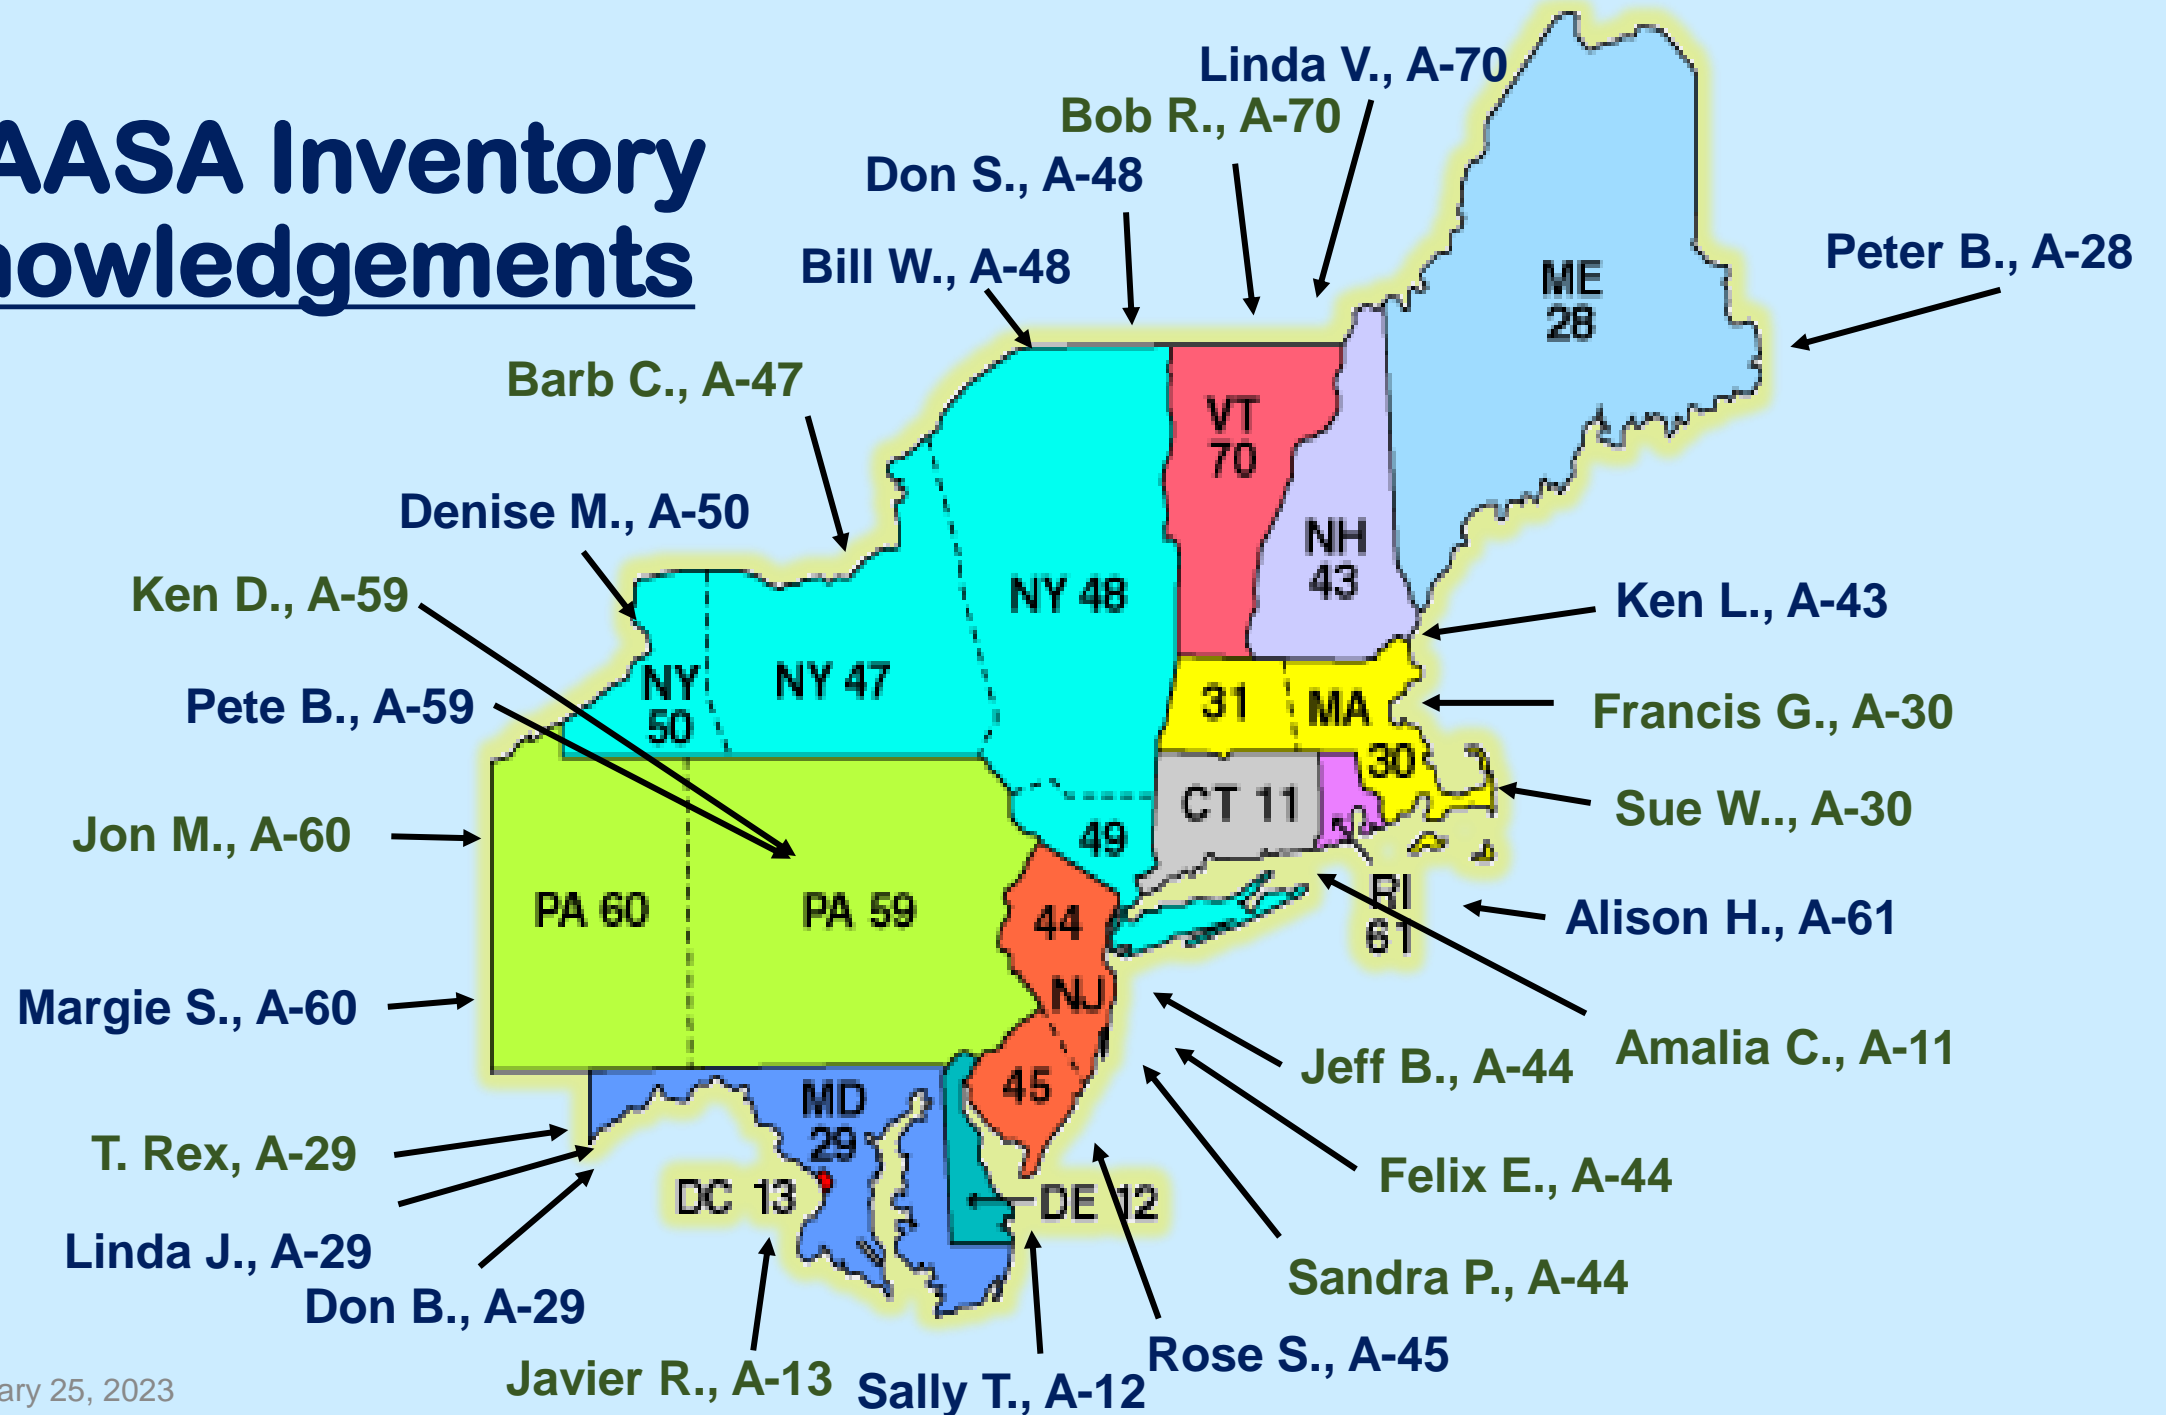 AASA Inventory
nowledgements
Linda V., A-70
Bob R., A-70
Don S., A-48
Bill W., A-48
Peter B., A-28
ME
28
Barb C., A-47
VT
70
Denise M., A-50
NH
43
Ken D., A-59
NY 48
Ken L., A-43
NY
50
NY 47
Pete B., A-59
31
MA
30
Francis G., A-30
Jon M., A-60
CT 11
49
Sue W.., A-30
PA 60
PA 59
44
NJ
RI
61
Alison H., A-61
Margie S., A-60
Jeff B., A-44
Amalia C., A-11
45
MD
29
T. Rex, A-29
DC 13
DE 12
Felix E., A-44
Linda J., A-29
Don B., A-29
Sandra P., A-44
Rose S., A-45
Javier R., A-13
Sally T., A-12
ary 25, 2023